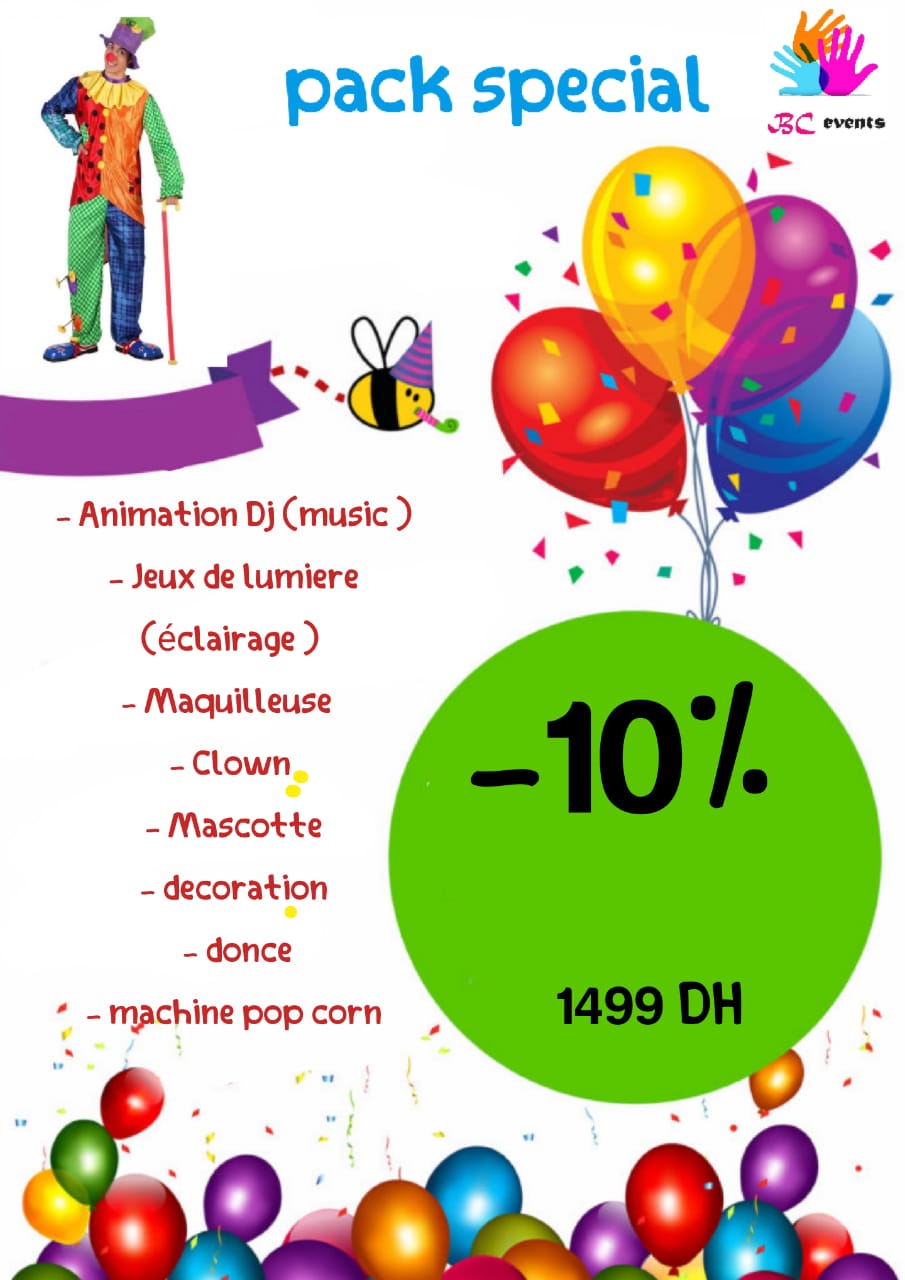 pack special
JBC events
- Animation Dj (music )
- Jeux de lumiere
(éclairage )
- Maquilleuse
- Clown
- Mascotte
- decoration
- donce
- machine pop corn
-10%
1499 DH